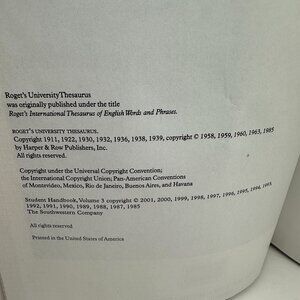 Roget's University Thesaurus
was originally published under the title
Roget's International Thesaurus of English Words and Phrases.
ROGET'S UNIVERSITY THESAURUS.
Copyright 1911, 1922, 1930, 1932, 1936, 1938, 1939, copyright © 1958, 1959, 1960, 1963, 1985
by Harper & Row Publishers, Inc.
All rights reserved.
Copyright under the Universal Copyright Convention;
the International Copyright Union; Pan-American Conventions
of Montevideo, Mexico, Rio de Janeiro, Buenos Aires, and Havana
Student Handbook, Volume 3 copyright © 2001, 2000, 1999, 1998, 1997, 1996, 1995, 1994, 1993,
1992, 1991, 1990, 1989, 1988, 1987, 1985
The Southwestern Company
All rights reserved
Printed in the United States of America